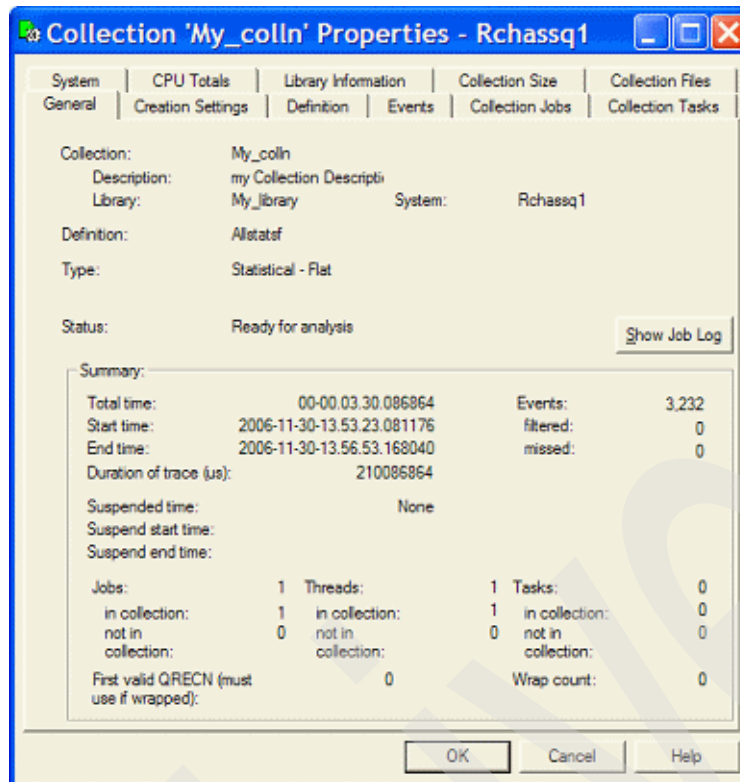 Collection 'My_colln' Properties - Rchassq1
System CPU Totals Library Information Collection Size Collection Files
General Creation Settings Definition Events Collection Jobs Collection Tasks
Collection: My_colln
Description: my Collection Descriptic
Library: My_library System: Rchassq1
Definition: Allstatsf
Type: Statistical - Flat
Status: Ready for analysis
Show Job Log
Summary:
Total time: 00-00.03.30.086864 Events: 3,232
Start time: 2006-11-30-13.53.23.081176 filtered: 0
End time: 2006-11-30-13.56.53.168040 missed: 0
Duration of trace (us): 210086864
Suspended time: None
Suspend start time:
Suspend end time:
Jobs: 1 Threads: 1 Tasks: 0
in collection: 1 in collection: 1 in collection: 0
not in 0 not in 0 not in 0
collection: collection: collection:
First valid QRECN (must 0 Wrap count: 0
use if wrapped):
OK Cancel Help